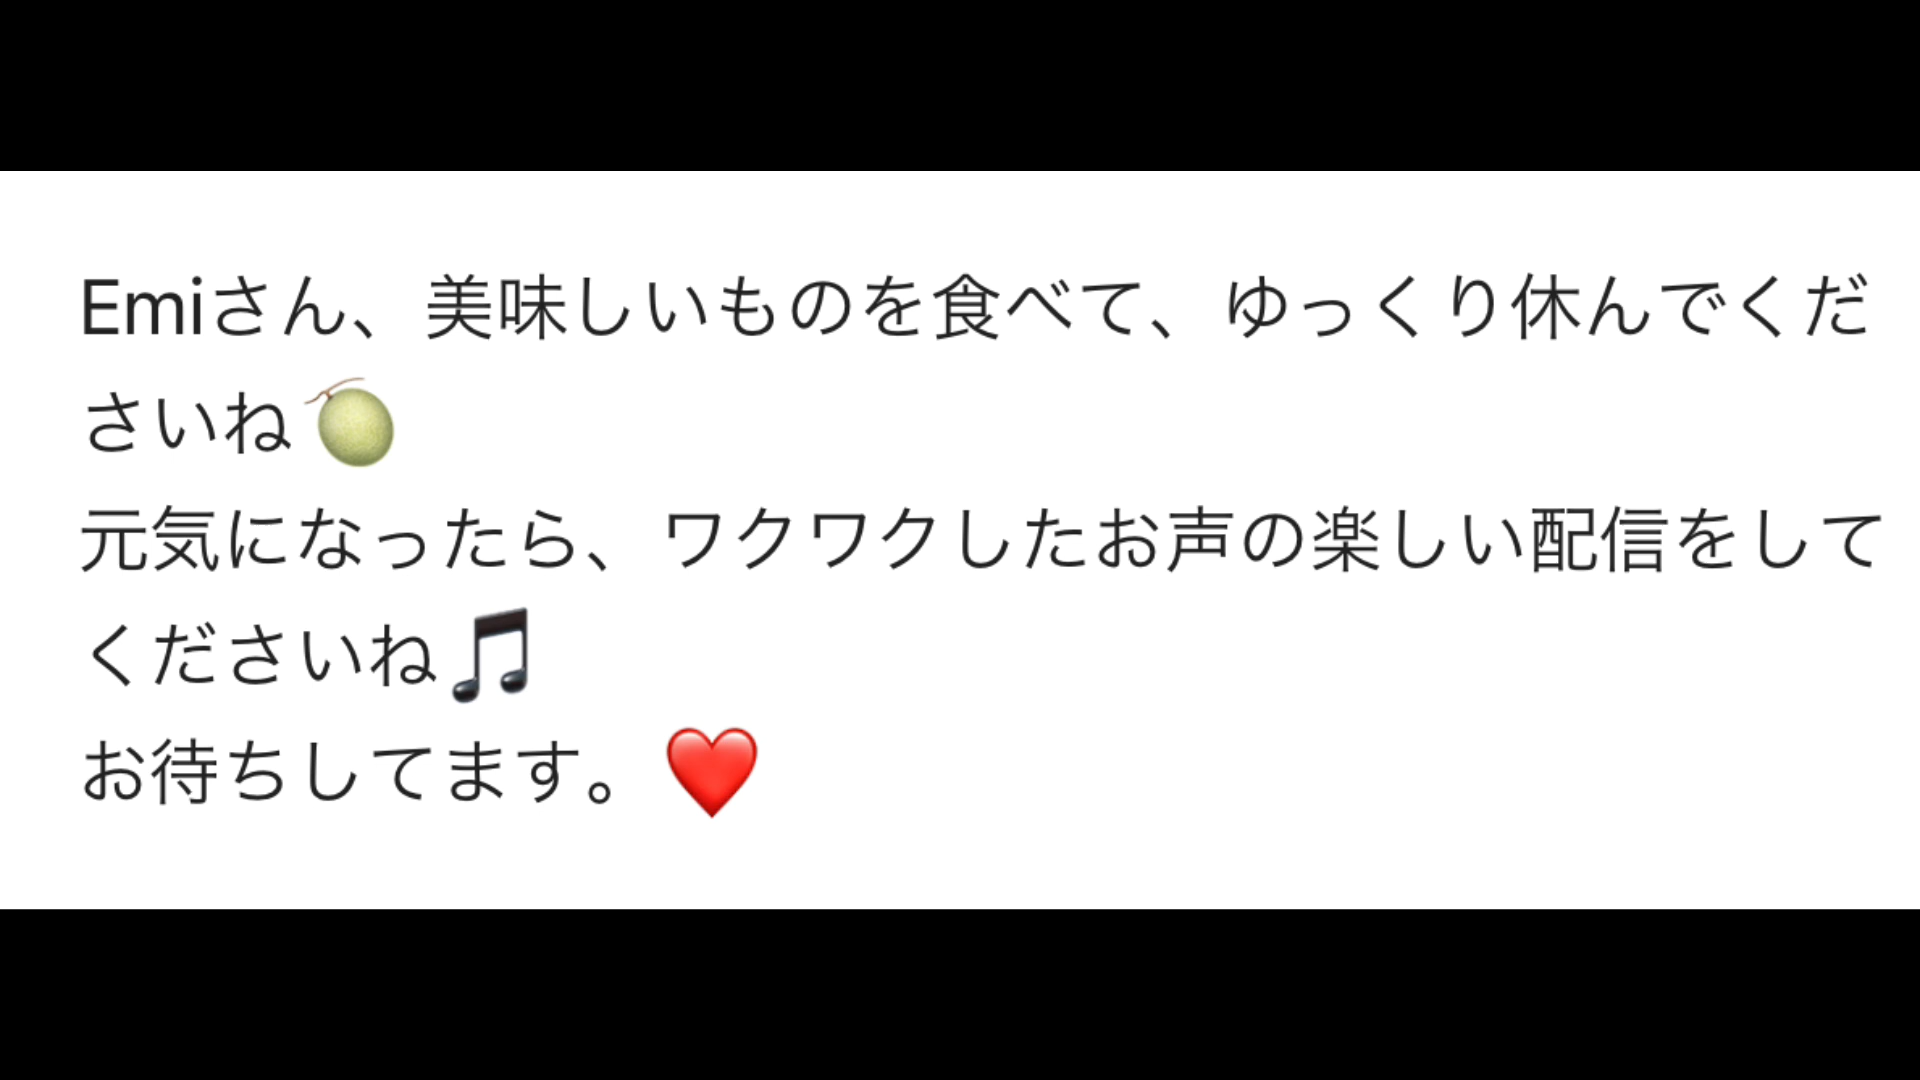 Emiさん、美味しいものを食べて、ゆっくり休んでくだ
さいね🍈
元気になったら、ワクワクしたお声の楽しい配信をして
くださいね🎵
お待ちしてます。❤️